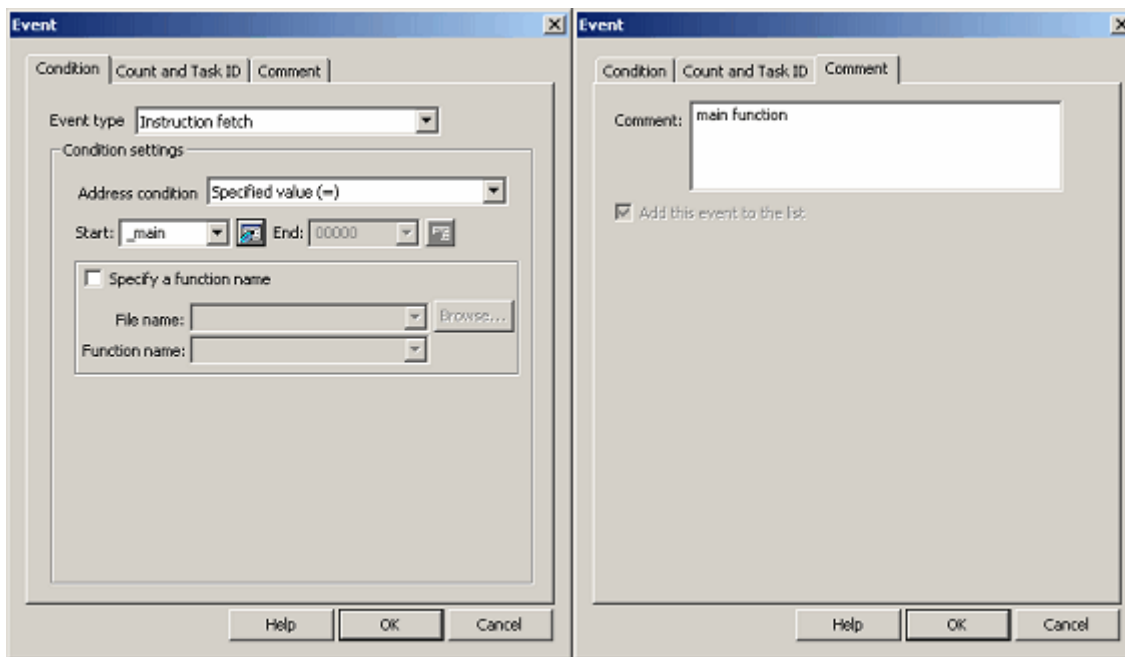 Event
Condition Count and Task ID Comment
Event type Instruction fetch
Condition settings
Address condition Specified value (=)
Start: _main End: 00000
Specify a function name
File name: Browse...
Function name:
Help OK Cancel
Event
Condition Count and Task ID Comment
Comment: main function
Add this event to the list
Help OK Cancel